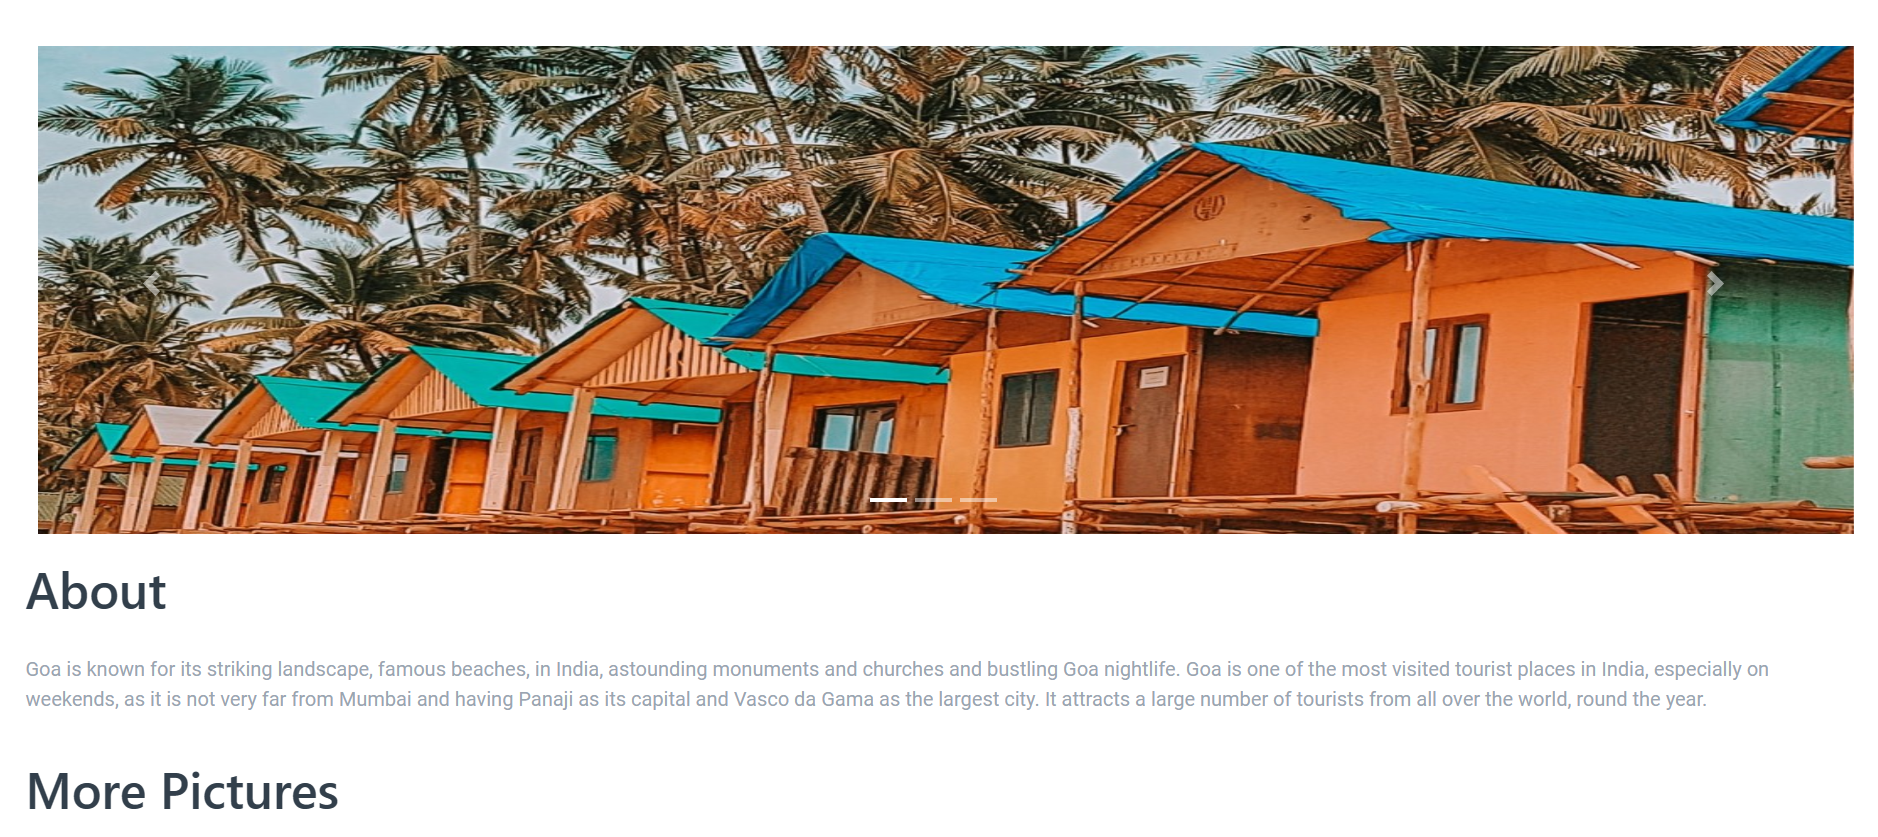 About
Goa is known for its striking landscape, famous beaches, in India, astounding monuments and churches and bustling Goa nightlife. Goa is one of the most visited tourist places in India, especially on
weekends, as it is not very far from Mumbai and having Panaji as its capital and Vasco da Gama as the largest city. It attracts a large number of tourists from all over the world, round the year.
More Pictures